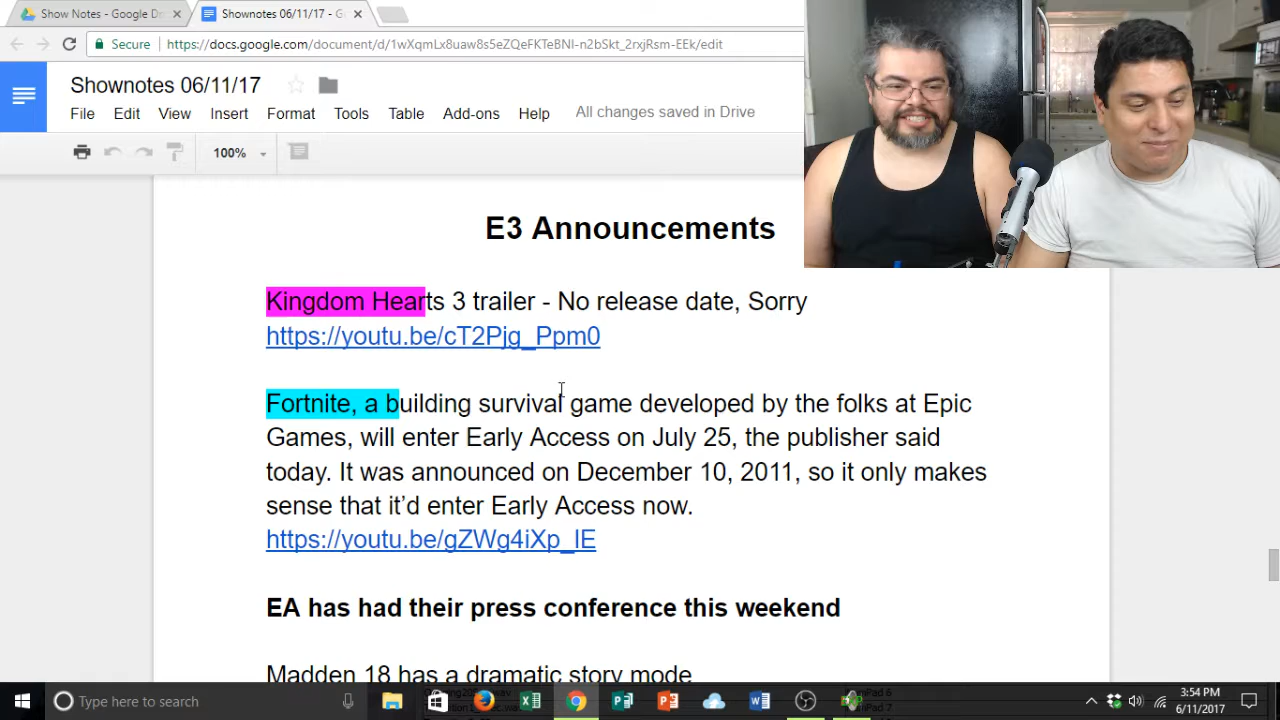 Show Notes - Google Dr
Shownotes 06/11/17 - G
Secure
https://docs.google.com/document/d/1wXqmLx8uaw8s5eZQeFKTeBNl-n2bSkt_2rxjRsm-EEk/edit
Shownotes 06/11/17
File Edit View Insert Format Tools Table Add-ons Help All changes saved in Drive
100%
E3 Announcements
Kingdom Hearts 3 trailer - No release date, Sorry
https://youtu.be/cT2Pjg_Ppm0
Fortnite, a building survival game developed by the folks at Epic
Games, will enter Early Access on July 25, the publisher said
today. It was announced on December 10, 2011, so it only makes
sense that it’d enter Early Access now.
https://youtu.be/gZWg4iXp_IE
EA has had their press conference this weekend
Madden 18 has a dramatic story mode
Type here to search
3:54 PM
6/11/2017